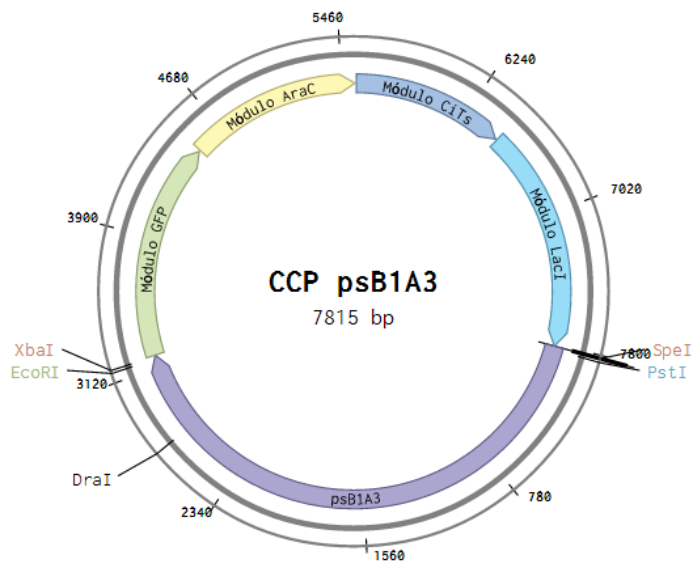 5460
6240
4680
Módulo AraC
Módulo CiTs
7020
3900
Módulo GFP
Módulo LacI
CCP psB1A3
7815 bp
XbaI
EcoRI
3120
7800
SpeI
PstI
DraI
psB1A3
780
2340
1560